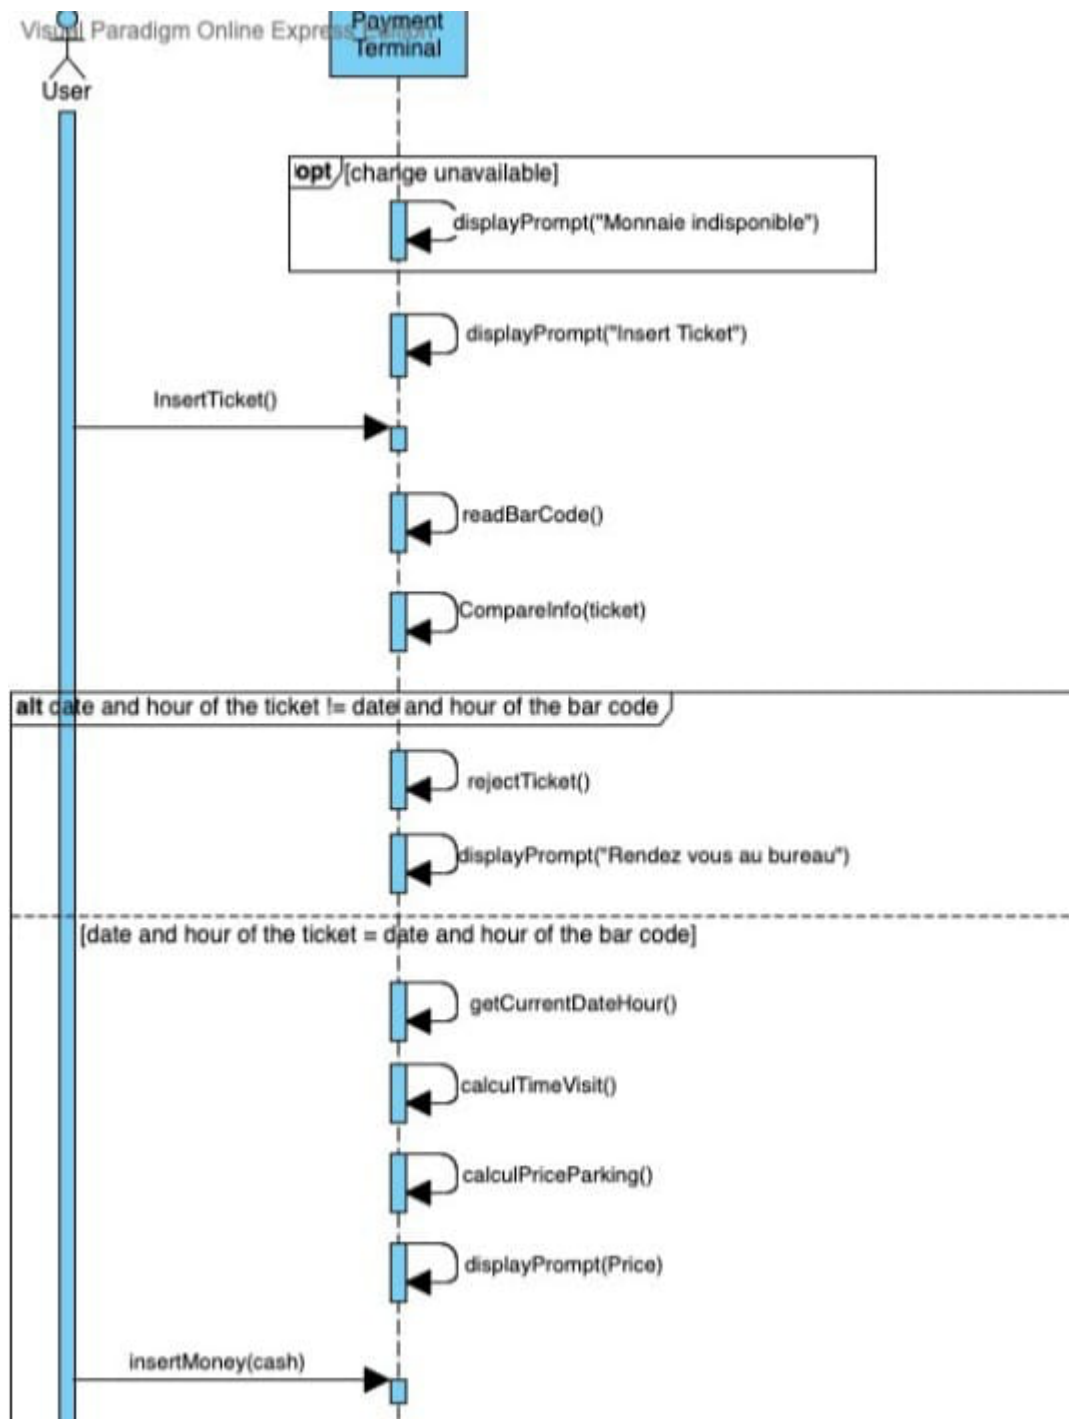 Visual Paradigm Online Express Edition
Payment
Terminal
User
opt [change unavailable]
displayPrompt("Monnaie indisponible")
displayPrompt("Insert Ticket")
InsertTicket()
readBarCode()
CompareInfo(ticket)
alt date and hour of the ticket != date and hour of the bar code
rejectTicket()
displayPrompt("Rendez vous au bureau")
[date and hour of the ticket = date and hour of the bar code]
getCurrentDateHour()
calculTimeVisit()
calculPriceParking()
displayPrompt(Price)
insertMoney(cash)